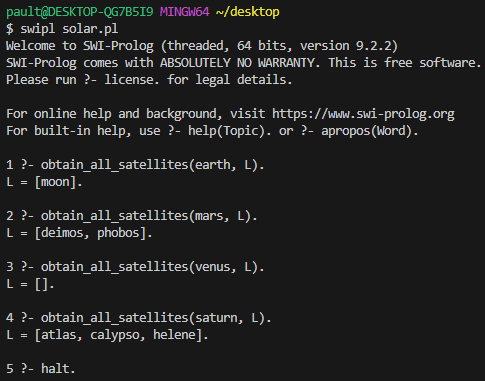 pault@DESKTOP-QG7B5I9 MINGW64 ~/desktop
$ swipl solar.pl
Welcome to SWI-Prolog (threaded, 64 bits, version 9.2.2)
SWI-Prolog comes with ABSOLUTELY NO WARRANTY. This is free software.
Please run ?- license. for legal details.

For online help and background, visit https://www.swi-prolog.org
For built-in help, use ?- help(Topic). or ?- apropos(Word).

1 ?- obtain_all_satellites(earth, L).
L = [moon].

2 ?- obtain_all_satellites(mars, L).
L = [deimos, phobos].

3 ?- obtain_all_satellites(venus, L).
L = [].

4 ?- obtain_all_satellites(saturn, L).
L = [atlas, calypso, helene].

5 ?- halt.